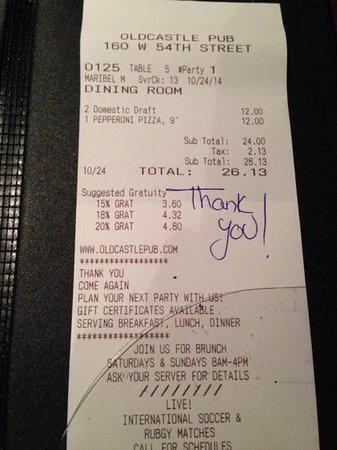 OLDCASTLE PUB
160 W 54TH STREET
0125 TABLE 5 #Party 1
MARIBEL M SvrCk: 13 10/24/14
DINING ROOM
2 Domestic Draft 12.00
1 PEPPERONI PIZZA, 9" 12.00
Sub Total: 24.00
Tax: 2.13
Sub Total: 26.13
10/24 TOTAL: 26.13
Suggested Gratuity
15% GRAT 3.60
18% GRAT 4.32
20% GRAT 4.80
Thank
you!
WWW.OLDCASTLEPUB.COM
********************
THANK YOU
COME AGAIN
PLAN YOUR NEXT PARTY WITH US!
GIFT CERTIFICATES AVAILABLE
SERVING BREAKFAST, LUNCH, DINNER
********************
JOIN US FOR BRUNCH
SATURDAYS & SUNDAYS 8AM-4PM
ASK YOUR SERVER FOR DETAILS
/////////
LIVE!
INTERNATIONAL SOCCER &
RUBGY MATCHES
CALL FOR SCHEDULES